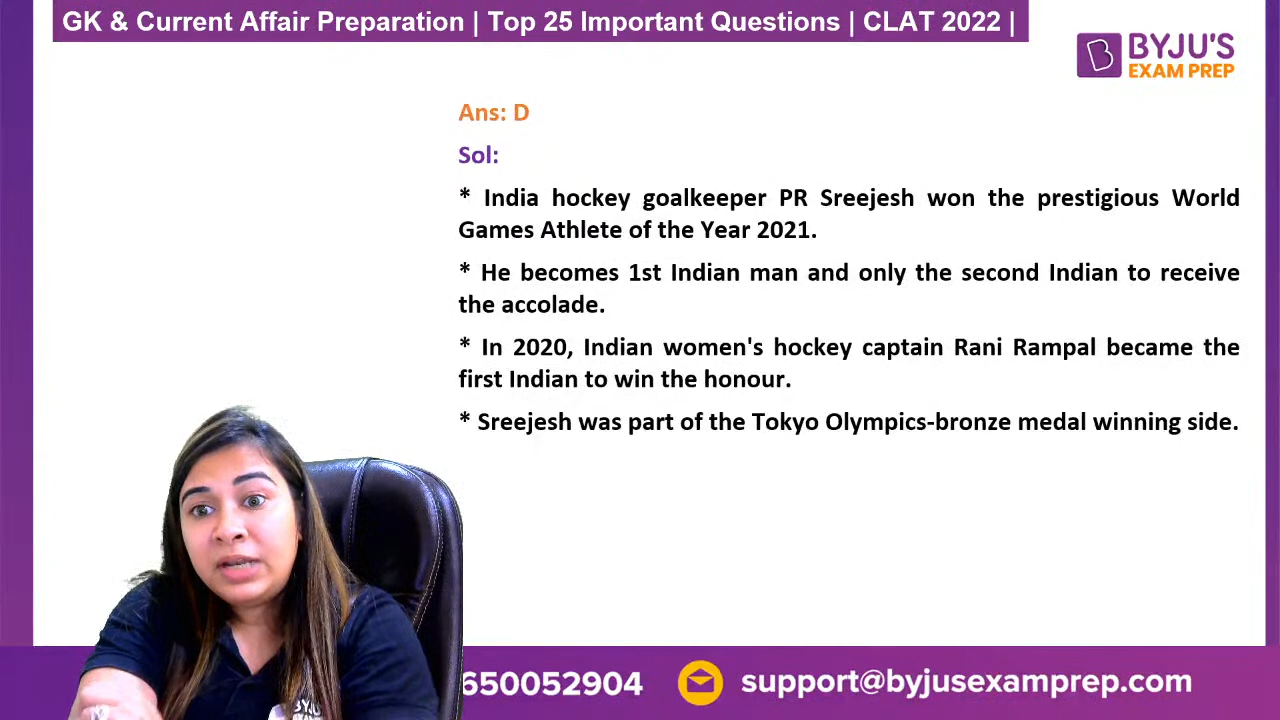 GK & Current Affair Preparation | Top 25 Important Questions | CLAT 2022 |
BYJU'S
EXAM PREP
Ans: D
Sol:
* India hockey goalkeeper PR Sreejesh won the prestigious World
Games Athlete of the Year 2021.
* He becomes 1st Indian man and only the second Indian to receive
the accolade.
* In 2020, Indian women's hockey captain Rani Rampal became the
first Indian to win the honour.
* Sreejesh was part of the Tokyo Olympics-bronze medal winning side.
650052904 support@byjusexamprep.com
BYJU
EXAM